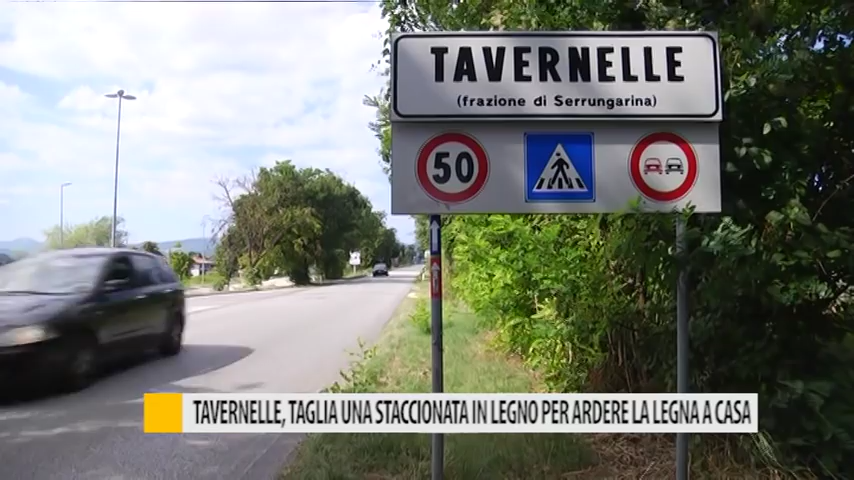 TAVERNELLE
(frazione di Serrungarina)
50
TAVERNELLE, TAGLIA UNA STACCIONATA IN LEGNO PER ARDERE LA LEGNA A CASA